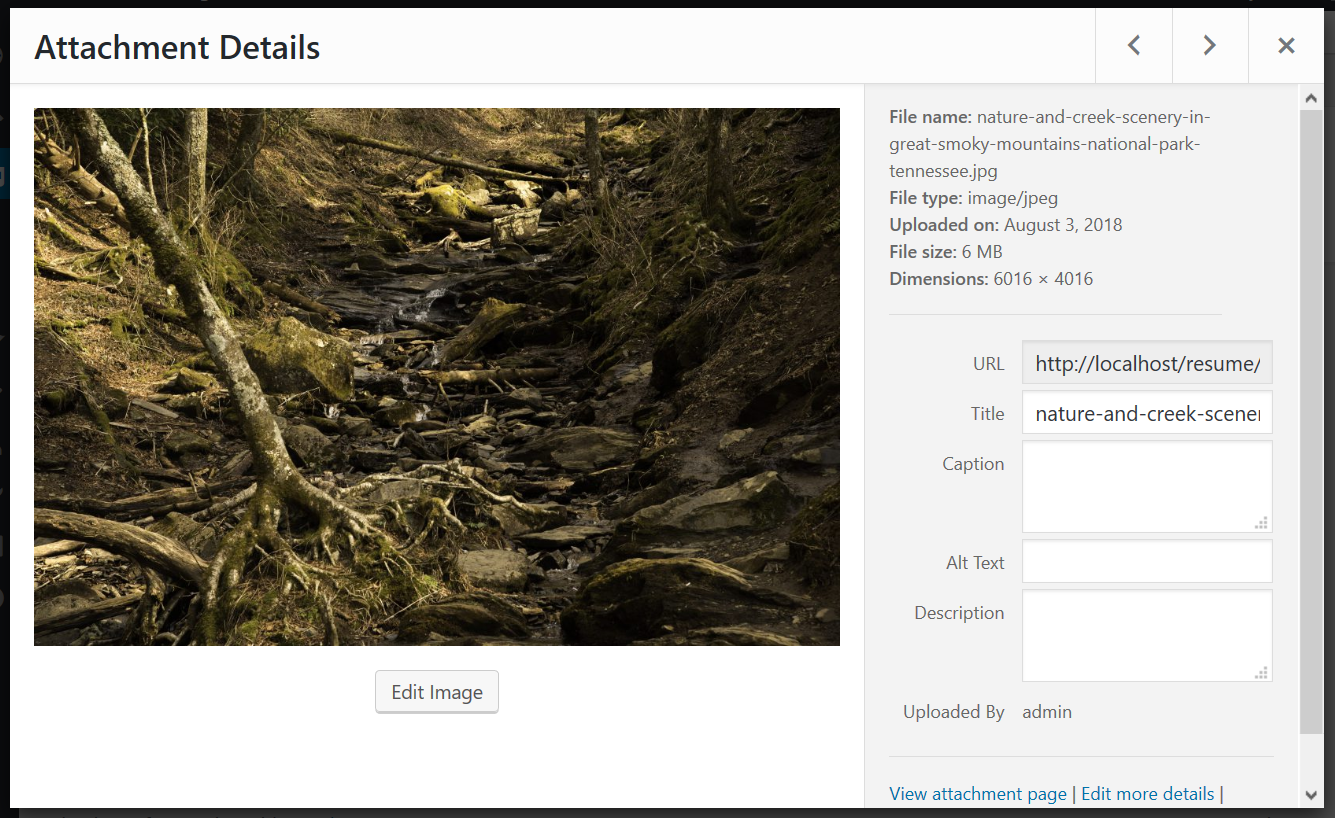 Attachment Details
File name: nature-and-creek-scenery-in-
great-smoky-mountains-national-park-
tennessee.jpg
File type: image/jpeg
Uploaded on: August 3, 2018
File size: 6 MB
Dimensions: 6016 × 4016
URL http://localhost/resume/
Title nature-and-creek-scene
Caption
Alt Text
Description
Edit Image
Uploaded By admin
View attachment page | Edit more details |